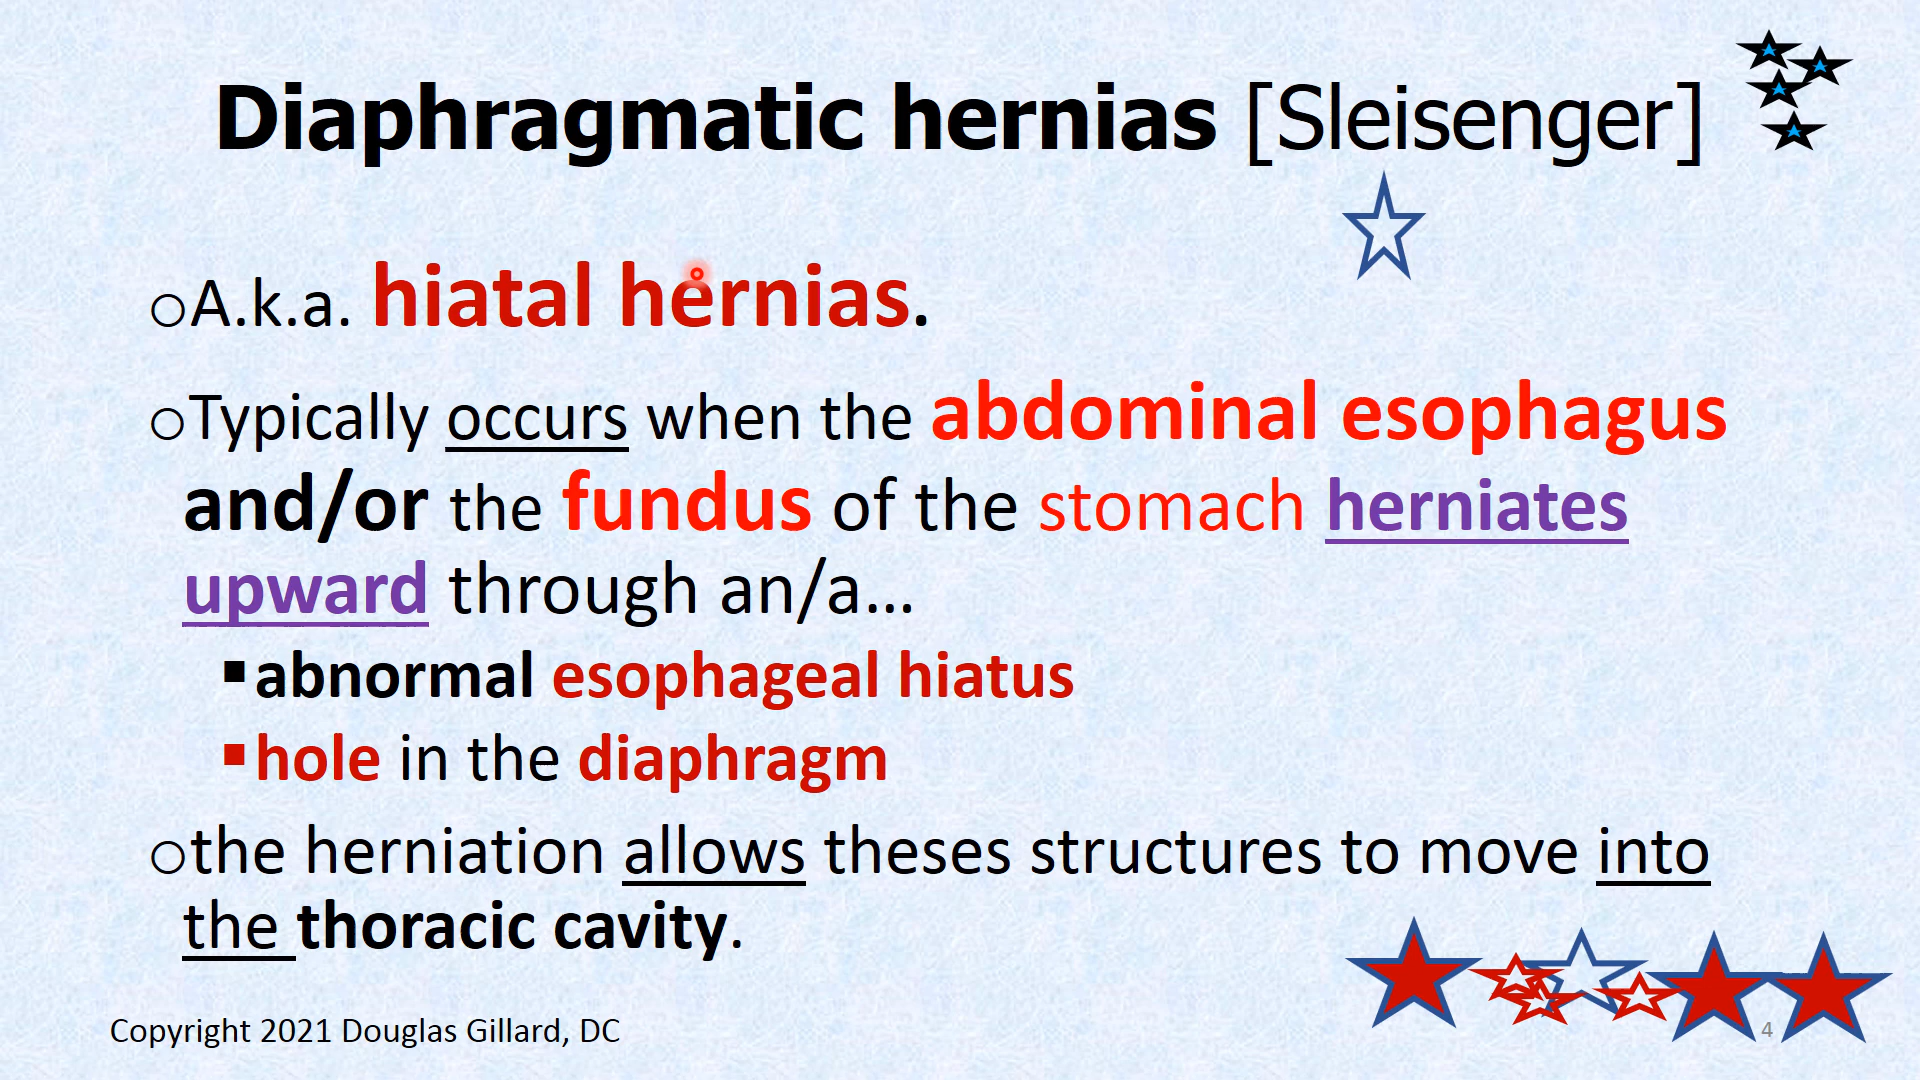 Diaphragmatic hernias [Sleisenger]
oA.k.a. hiatal hernias.
oTypically occurs when the abdominal esophagus
and/or the fundus of the stomach herniates
upward through an/a...
▪abnormal esophageal hiatus
▪hole in the diaphragm
othe herniation allows theses structures to move into
the thoracic cavity.
Copyright 2021 Douglas Gillard, DC
4